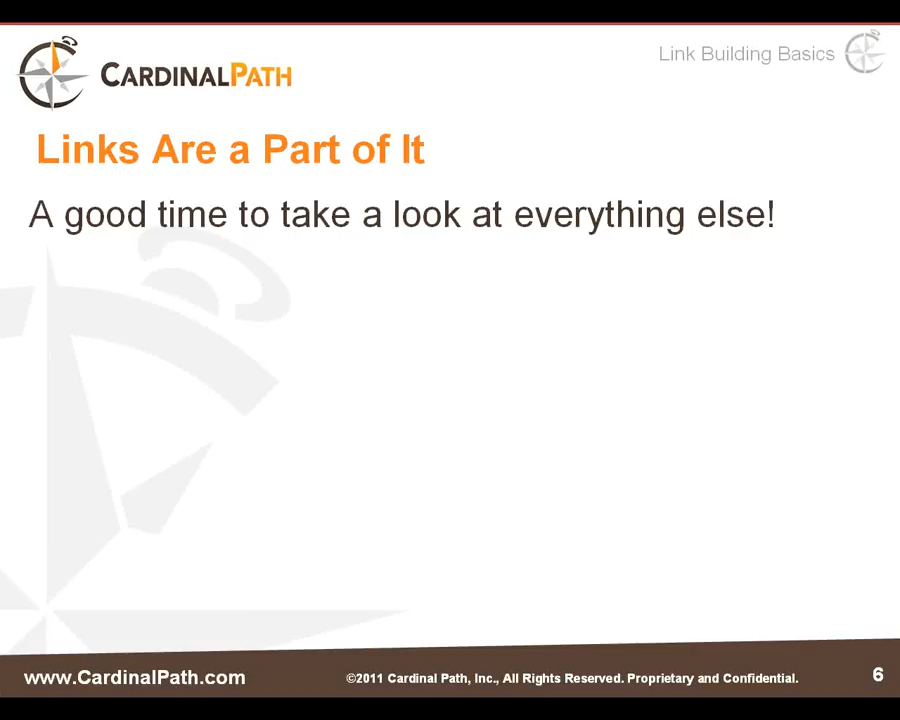 Link Building Basics
CARDINALPATH
Links Are a Part of It
A good time to take a look at everything else!
www.CardinalPath.com
©2011 Cardinal Path, Inc., All Rights Reserved. Proprietary and Confidential.
6